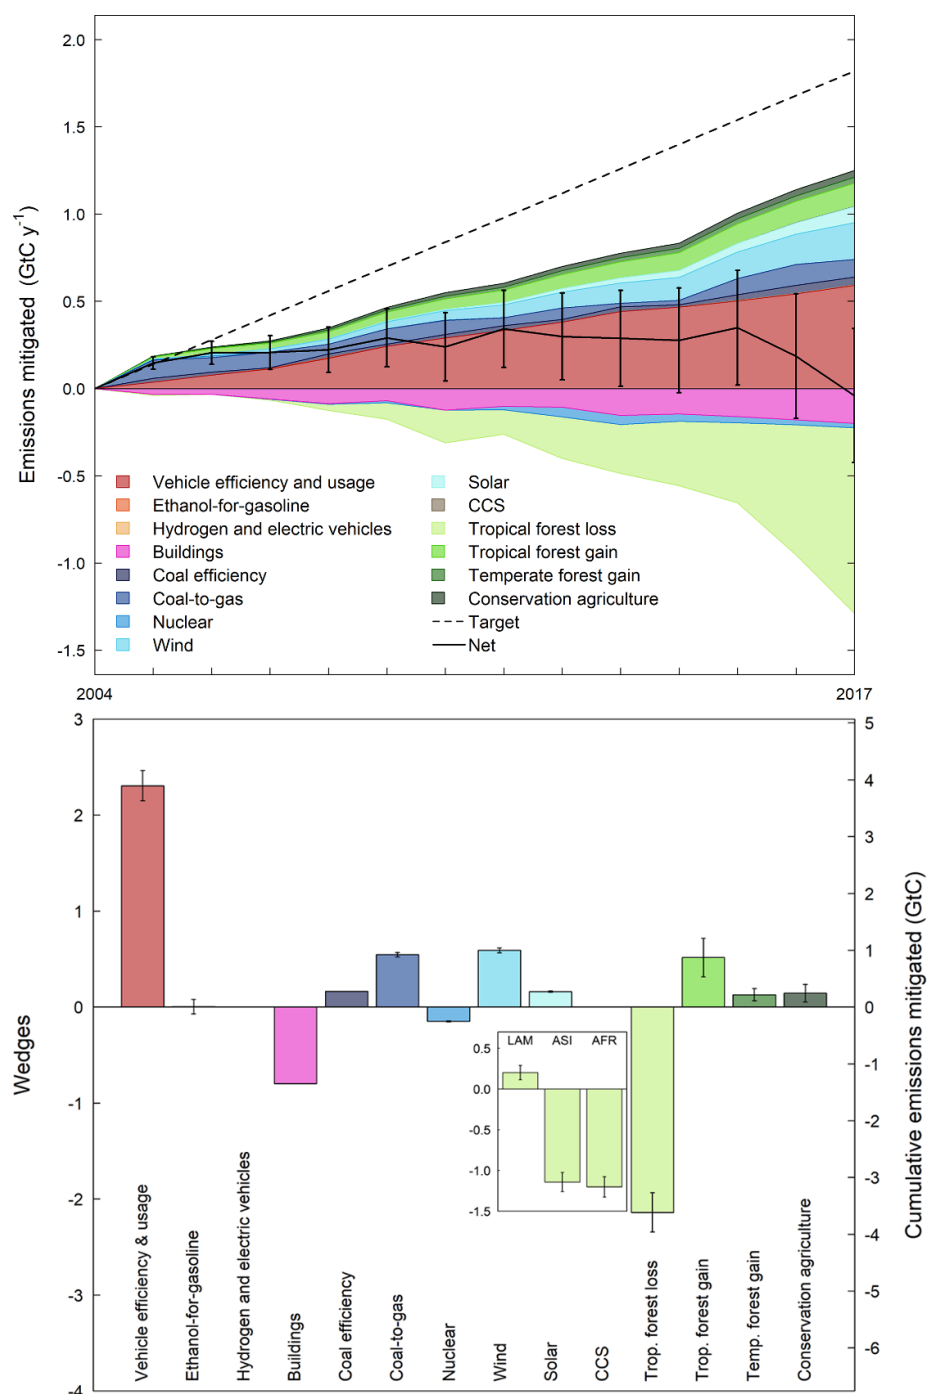 Emissions mitigated (GtC y-1)
2.0
1.5
1.0
0.5
0.0
-0.5
-1.0
-1.5
Vehicle efficiency and usage
Ethanol-for-gasoline
Hydrogen and electric vehicles
Buildings
Coal efficiency
Coal-to-gas
Nuclear
Wind
Solar
CCS
Tropical forest loss
Tropical forest gain
Temperate forest gain
Conservation agriculture
Target
Net
2004
2017
Wedges
3
2
1
0
-1
-2
-3
-4
LAM ASI AFR
0.5
0.0
-0.5
-1.0
-1.5
Vehicle efficiency & usage
Ethanol-for-gasoline
Hydrogen and electric vehicles
Buildings
Coal efficiency
Coal-to-gas
Nuclear
Wind
Solar
CCS
Trop. forest loss
Trop. forest gain
Temp. forest gain
Conservation agriculture
5
4
3
2
1
0
-1
-2
-3
-4
-5
-6
Cumulative emissions mitigated (GtC)